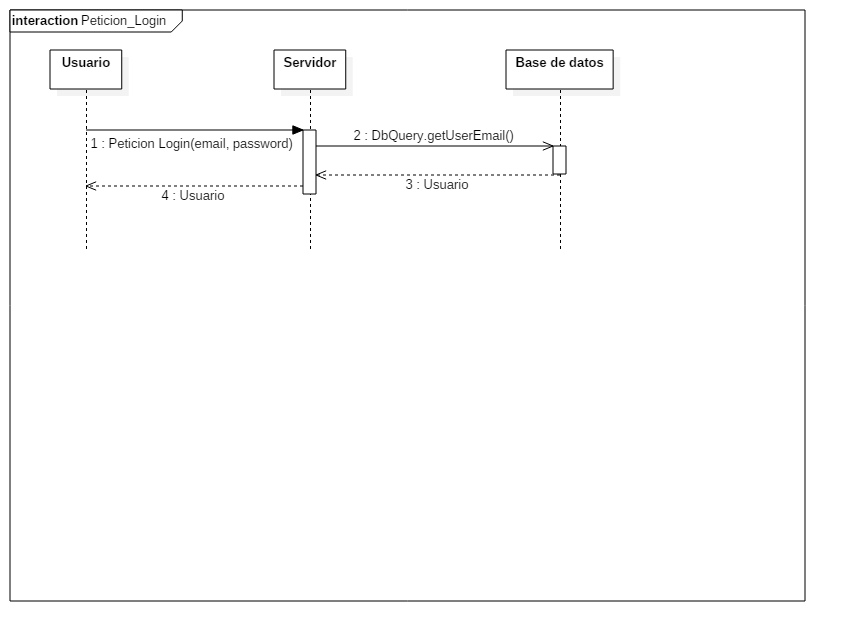 interaction Peticion_Login
Usuario
Servidor
Base de datos
1 : Peticion Login(email, password)
2 : DbQuery.getUserEmail()
3 : Usuario
4 : Usuario